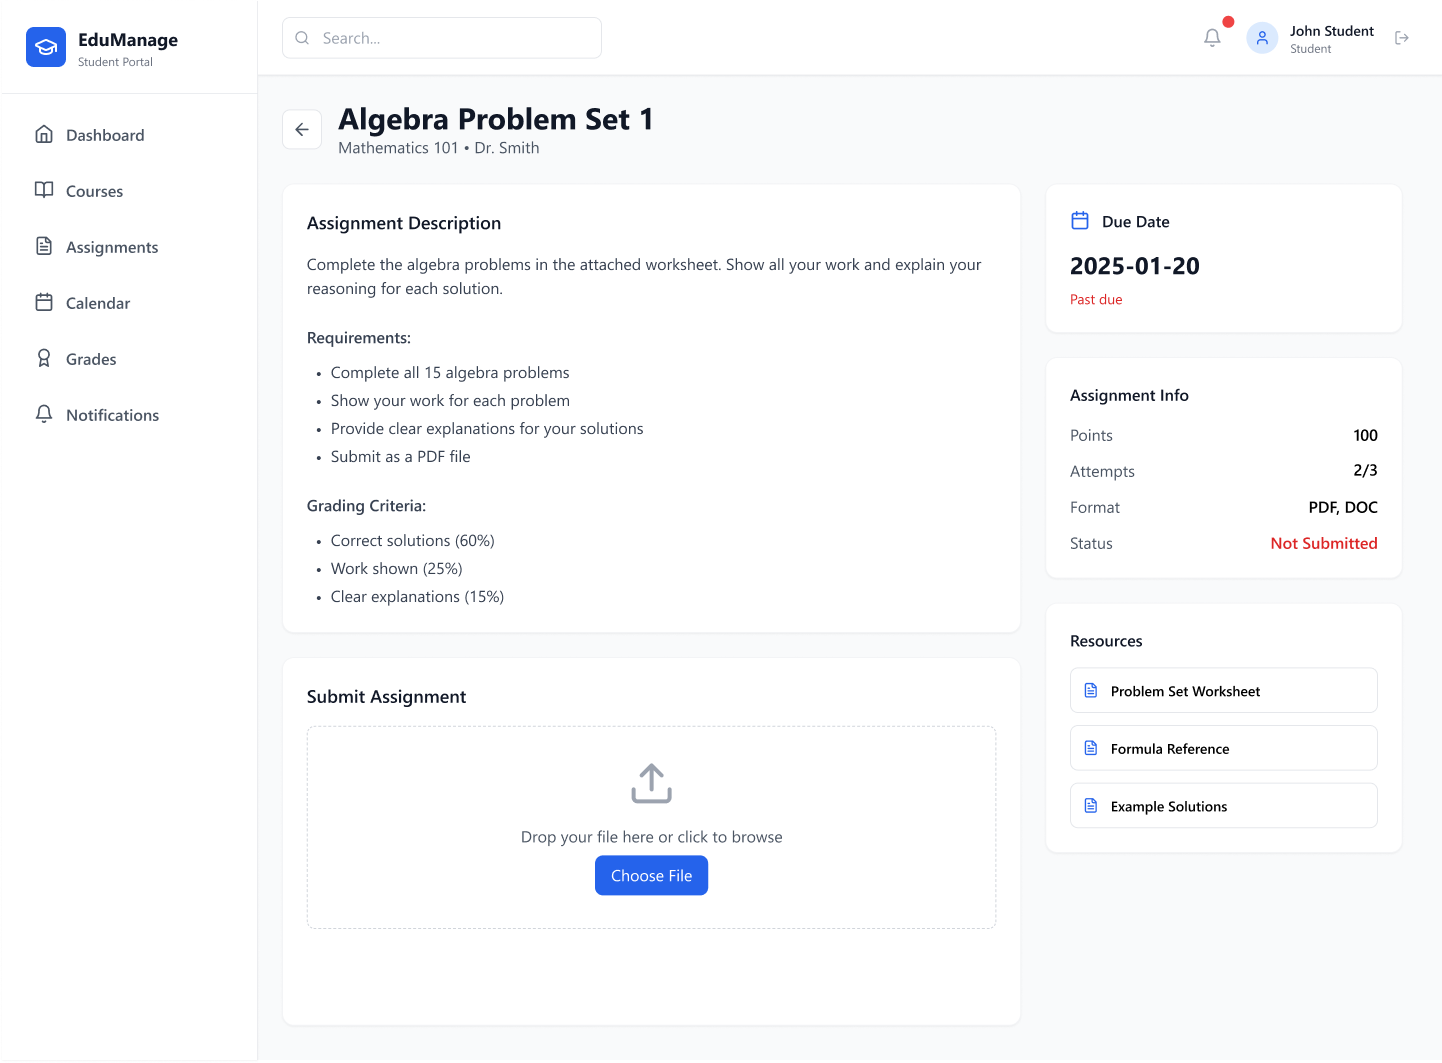 EduManage
Student Portal
Dashboard
Courses
Assignments
Calendar
Grades
Notifications
Search...
John Student
Student
Algebra Problem Set 1
Mathematics 101 • Dr. Smith
Assignment Description
Complete the algebra problems in the attached worksheet. Show all your work and explain your
reasoning for each solution.
Requirements:
• Complete all 15 algebra problems
• Show your work for each problem
• Provide clear explanations for your solutions
• Submit as a PDF file
Grading Criteria:
• Correct solutions (60%)
• Work shown (25%)
• Clear explanations (15%)
Submit Assignment
Drop your file here or click to browse
Choose File
Due Date
2025-01-20
Past due
Assignment Info
Points 100
Attempts 2/3
Format PDF, DOC
Status Not Submitted
Resources
Problem Set Worksheet
Formula Reference
Example Solutions